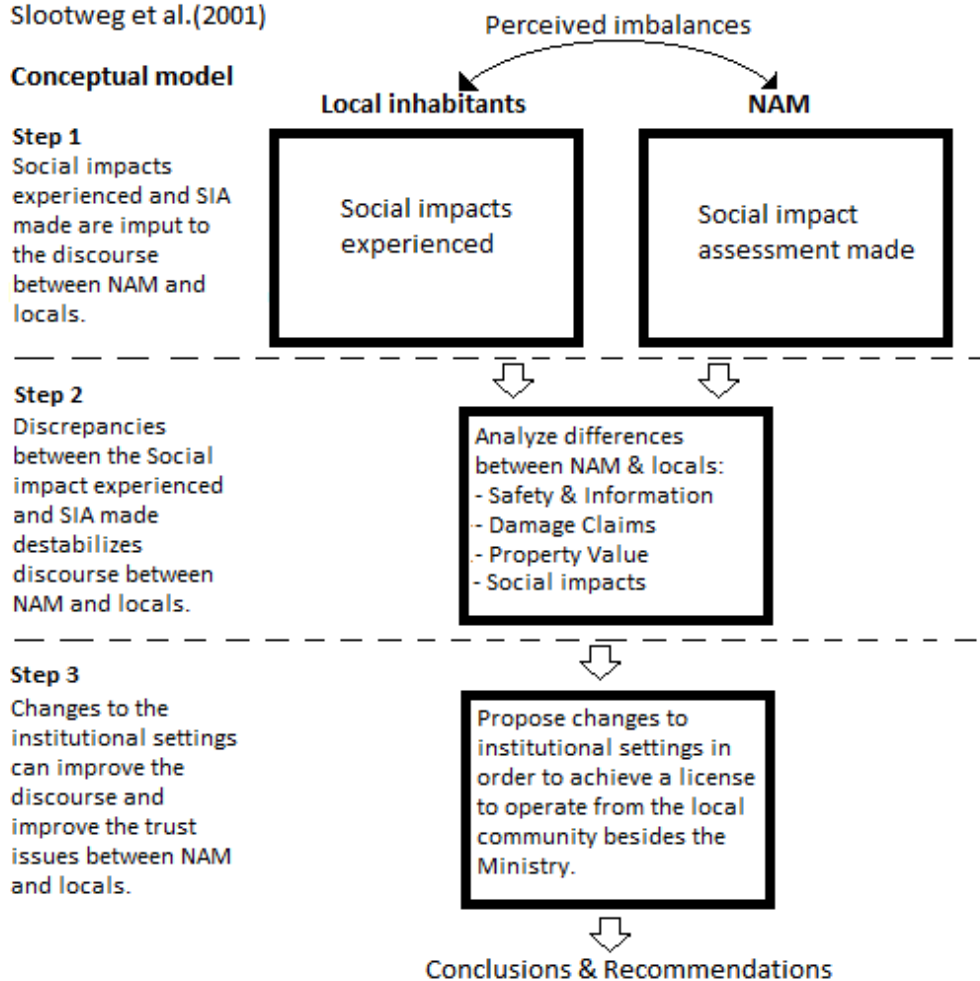 Slootweg et al.(2001)
Perceived imbalances
Conceptual model
Local inhabitants
NAM
Step 1
Social impacts
experienced and SIA
made are imput to
the discourse
between NAM and
locals.
Social impacts
experienced
Social impact
assessment made
Step 2
Discrepancies
between the Social
impact experienced
and SIA made
destabilizes
discourse between
NAM and locals.
Analyze differences
between NAM & locals:
- Safety & Information
- Damage Claims
- Property Value
- Social impacts
Step 3
Changes to the
institutional settings
can improve the
discourse and
improve the trust
issues between NAM
and locals.
Propose changes to
institutional settings in
order to achieve a license
to operate from the local
community besides the
Ministry.
Conclusions & Recommendations